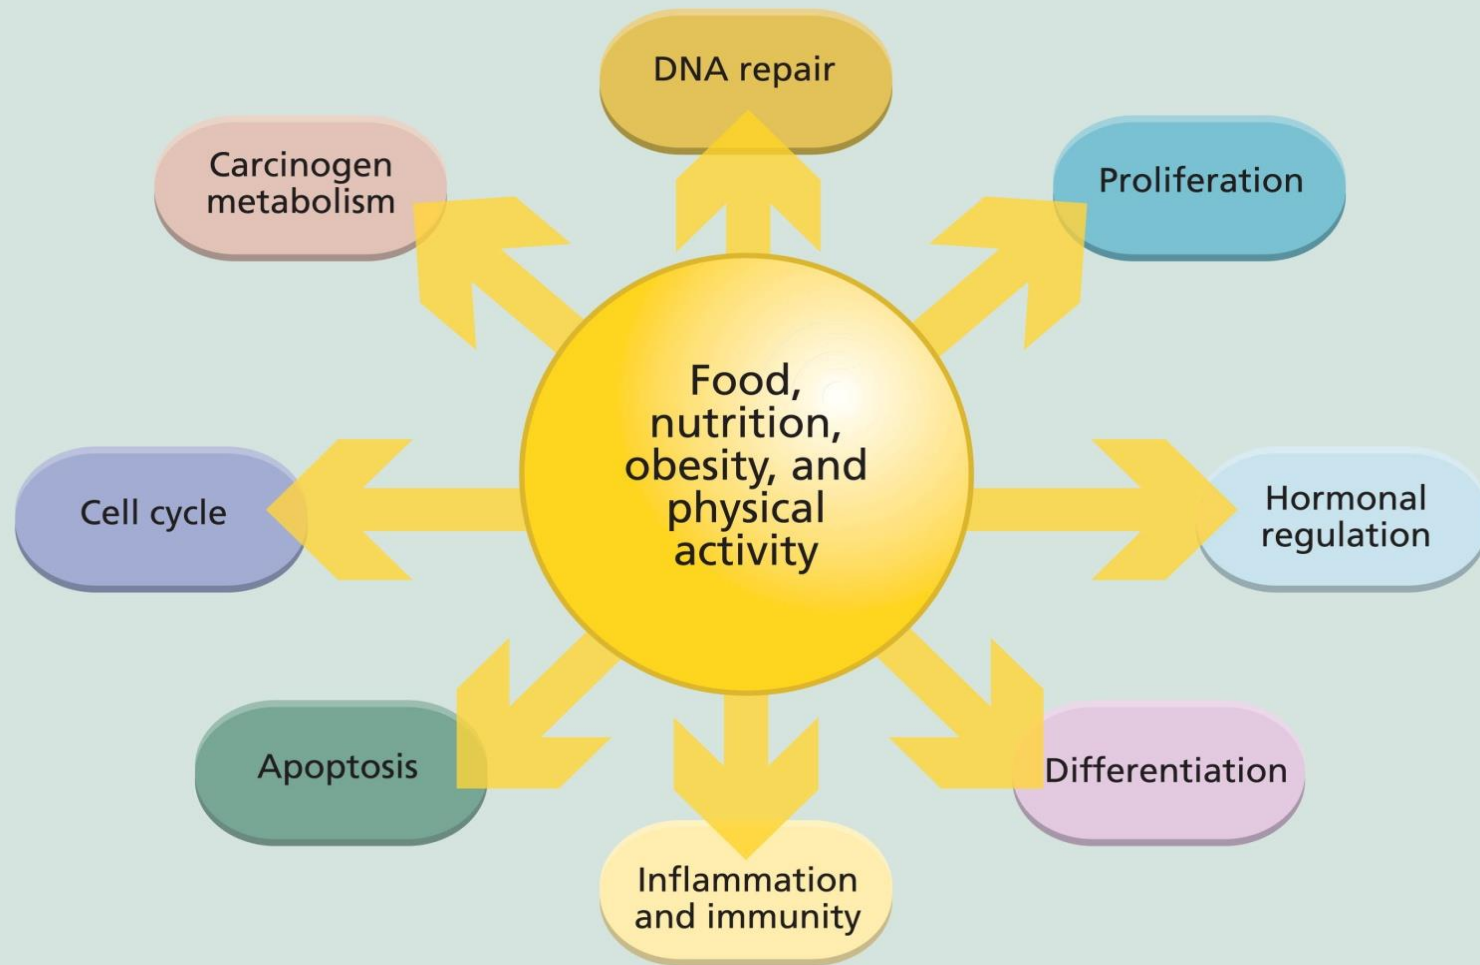 DNA repair
Carcinogen
metabolism
Proliferation
Food,
nutrition,
obesity, and
physical
activity
Cell cycle
Hormonal
regulation
Apoptosis
Differentiation
Inflammation
and immunity